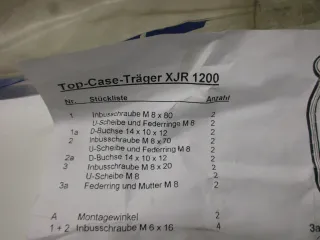 Top-Case-Träger XJR 1200
Nr. Stückliste Anzahl
1 Inbusschraube M 8 x 80 2
U-Scheibe und Federringe M 8 2
1a D-Buchse 14 x 10 x 12 2
2 Inbusschraube M 8 x 70 2
U-Scheibe und Federring M 8 2
2a D-Buchse 14 x 10 x 12 2
3 Inbusschraube M 8 x 20 2
U-Scheibe M 8 2
3a Federring und Mutter M 8 2
A Montagewinkel 2
1 + 2 Inbusschraube M 6 x 16 4
3a